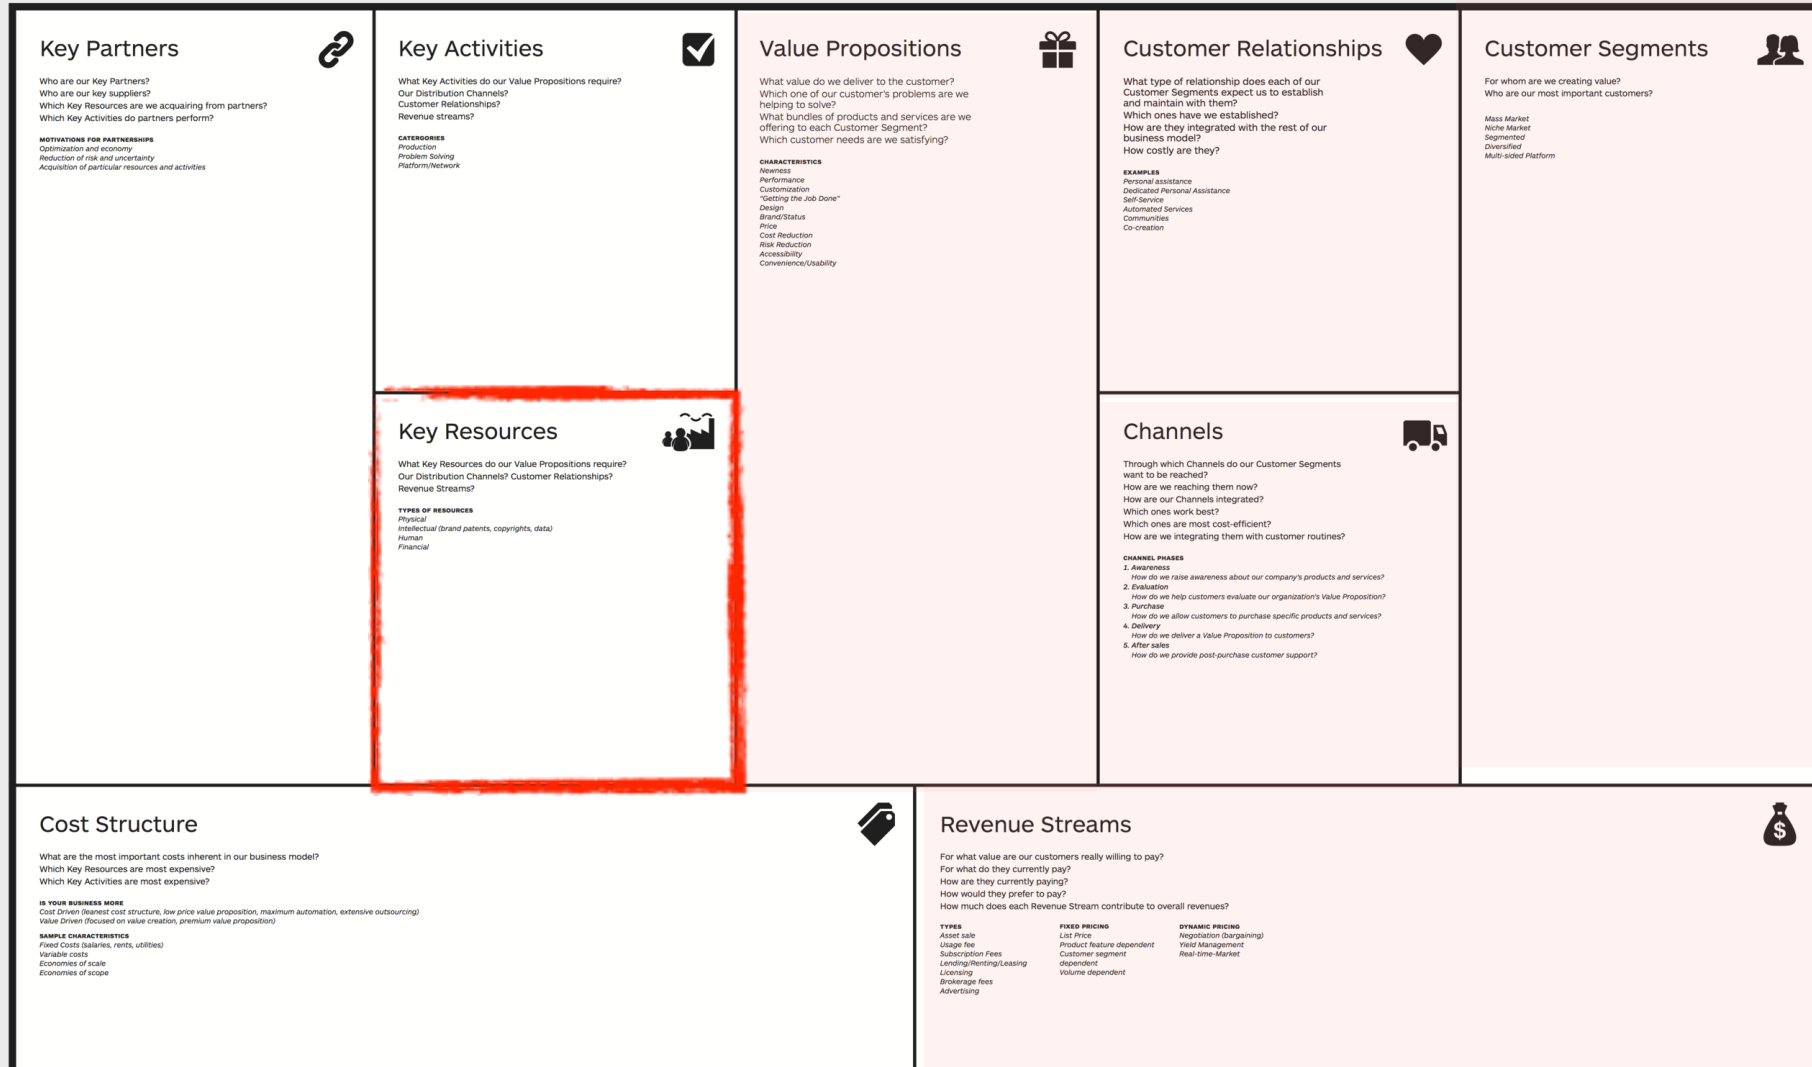 Key Partners
Who are our Key Partners?
Who are our key suppliers?
Which Key Resources are we acquairing from partners?
Which Key Activities do partners perform?
MOTIVATIONS FOR PARTNERSHIPS
Optimization and economy
Reduction of risk and uncertainty
Acquisition of particular resources and activities
Key Activities
What Key Activities do our Value Propositions require?
Our Distribution Channels?
Customer Relationships?
Revenue streams?
CATERGORIES
Production
Problem Solving
Platform/Network
Key Resources
What Key Resources do our Value Propositions require?
Our Distribution Channels? Customer Relationships?
Revenue Streams?
TYPES OF RESOURCES
Physical
Intellectual (brand patents, copyrights, data)
Human
Financial
Value Propositions
What value do we deliver to the customer?
Which one of our customer's problems are we
helping to solve?
What bundles of products and services are we
offering to each Customer Segment?
Which customer needs are we satisfying?
CHARACTERISTICS
Newness
Performance
Customization
"Getting the Job Done"
Design
Brand/Status
Price
Cost Reduction
Risk Reduction
Accessibility
Convenience/Usability
Customer Relationships
What type of relationship does each of our
Customer Segments expect us to establish
and maintain with them?
Which ones have we established?
How are they integrated with the rest of our
business model?
How costly are they?
EXAMPLES
Personal assistance
Dedicated Personal Assistance
Self-Service
Automated Services
Communities
Co-creation
Channels
Through which Channels do our Customer Segments
want to be reached?
How are we reaching them now?
How are our Channels integrated?
Which ones work best?
Which ones are most cost-efficient?
How are we integrating them with customer routines?
CHANNEL PHASES
1. Awareness
How do we raise awareness about our company's products and services?
2. Evaluation
How do we help customers evaluate our organization's Value Proposition?
3. Purchase
How do we allow customers to purchase specific products and services?
4. Delivery
How do we deliver a Value Proposition to customers?
5. After sales
How do we provide post-purchase customer support?
Customer Segments
For whom are we creating value?
Who are our most important customers?
Mass Market
Niche Market
Segmented
Diversified
Multi-sided Platform
Cost Structure
What are the most important costs inherent in our business model?
Which Key Resources are most expensive?
Which Key Activities are most expensive?
IS YOUR BUSINESS MORE
Cost Driven (leanest cost structure, low price value proposition, maximum automation, extensive outsourcing)
Value Driven (focused on value creation, premium value proposition)
SAMPLE CHARACTERISTICS
Fixed Costs (salaries, rents, utilities)
Variable costs
Economies of scale
Economies of scope
Revenue Streams
$
For what value are our customers really willing to pay?
For what do they currently pay?
How are they currently paying?
How would they prefer to pay?
How much does each Revenue Stream contribute to overall revenues?
TYPES
Asset sale
Usage fee
Subscription Fees
Lending/Renting/Leasing
Licensing
Brokerage fees
Advertising
FIXED PRICING
List Price
Product feature dependent
Customer segment
dependent
Volume dependent
DYNAMIC PRICING
Negotiation (bargaining)
Yield Management
Real-time-Market